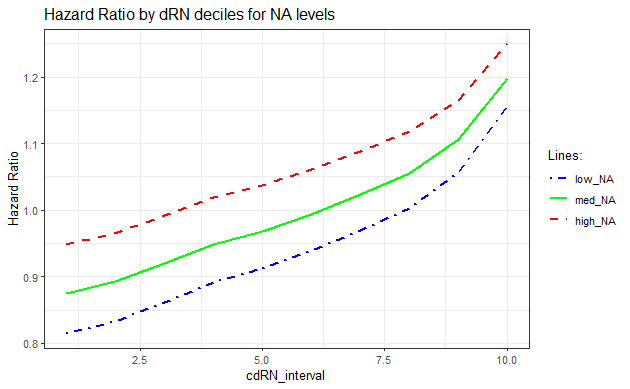 Hazard Ratio by dRN deciles for NA levels
Hazard Ratio
1.2
1.1
1.0
0.9
0.8
2.5
5.0
7.5
10.0
cdRN_interval
Lines:
low_NA
med_NA
high_NA